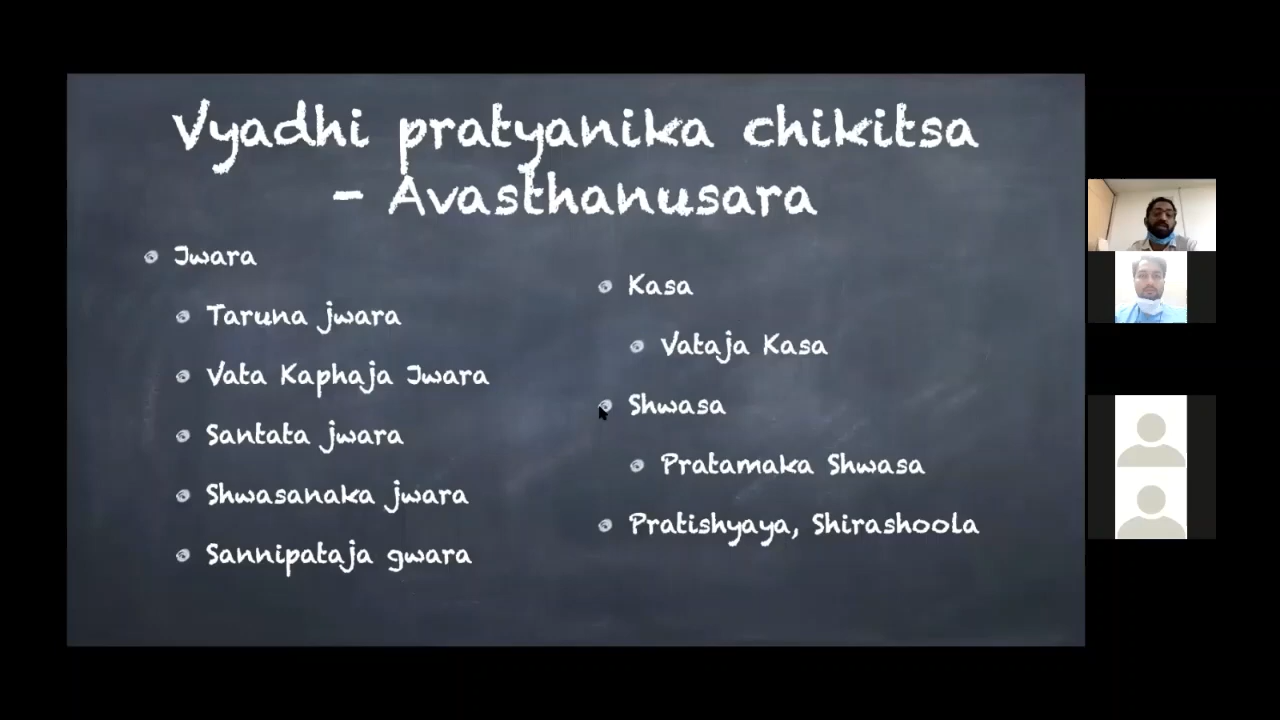 Vyadhi pratyanika chikitsa
- Avasthanusara
Jwara
Taruna jwara
Vata Kaphaja Jwara
Santata jwara
Shwasanaka jwara
Sannipataja gwara
Kasa
Vataja Kasa
Shwasa
Pratamaka Shwasa
Pratishyaya, Shirashoola